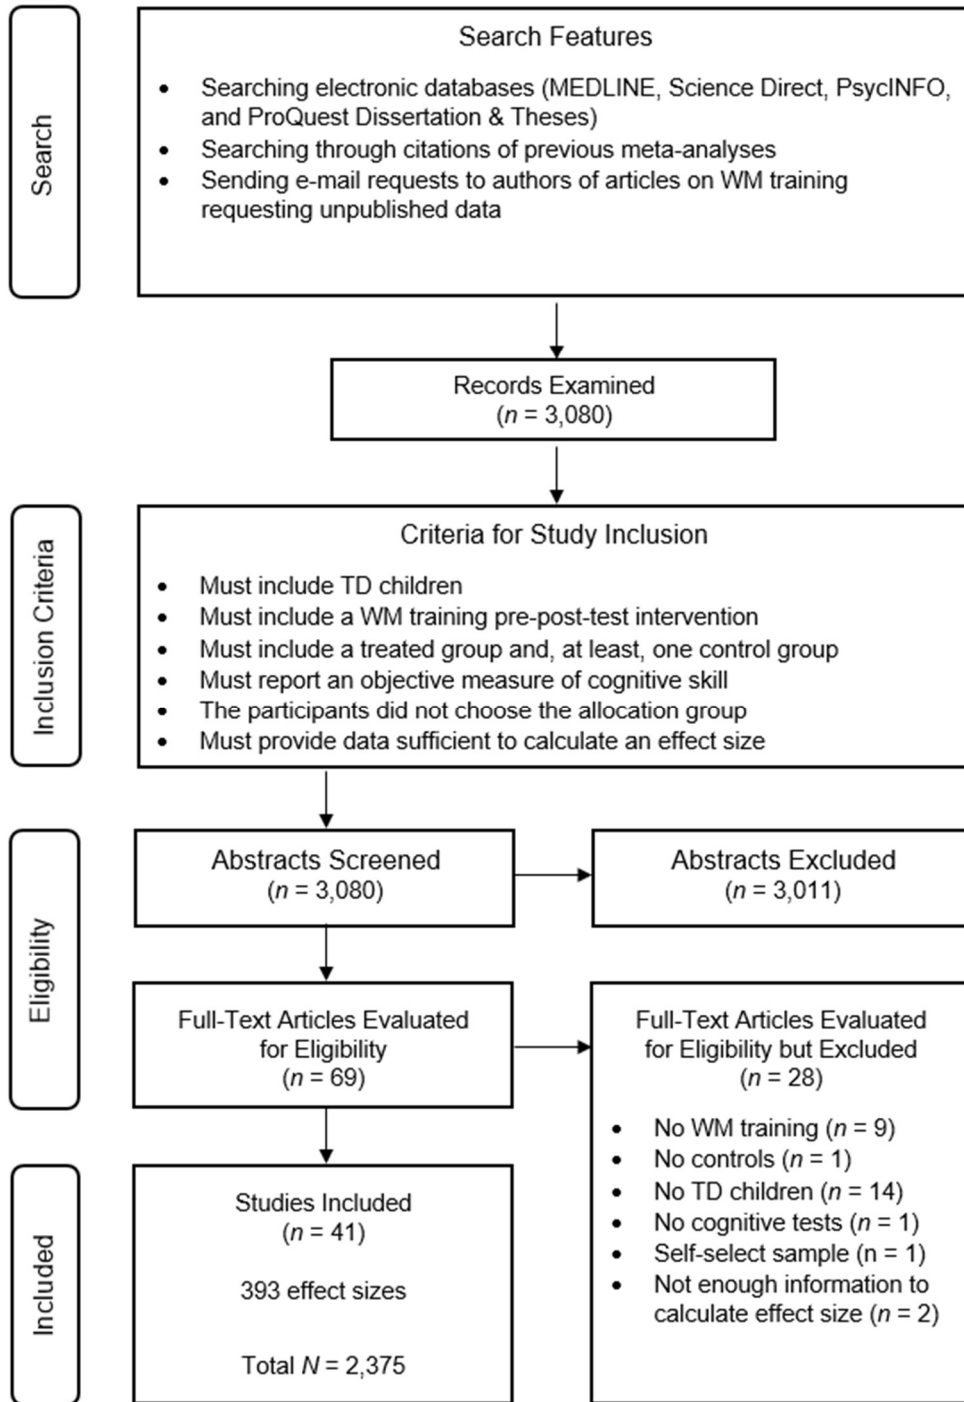 Search
Search Features
• Searching electronic databases (MEDLINE, Science Direct, PsycINFO,
and ProQuest Dissertation & Theses)
• Searching through citations of previous meta-analyses
• Sending e-mail requests to authors of articles on WM training
requesting unpublished data
Records Examined
(n = 3,080)
Inclusion Criteria
Criteria for Study Inclusion
• Must include TD children
• Must include a WM training pre-post-test intervention
• Must include a treated group and, at least, one control group
• Must report an objective measure of cognitive skill
• The participants did not choose the allocation group
• Must provide data sufficient to calculate an effect size
Eligibility
Abstracts Screened
(n = 3,080)
Abstracts Excluded
(n = 3,011)
Full-Text Articles Evaluated
for Eligibility
(n = 69)
Full-Text Articles Evaluated
for Eligibility but Excluded
(n = 28)
• No WM training (n = 9)
• No controls (n = 1)
• No TD children (n = 14)
• No cognitive tests (n = 1)
• Self-select sample (n = 1)
• Not enough information to
calculate effect size (n = 2)
Included
Studies Included
(n = 41)
393 effect sizes
Total N = 2,375